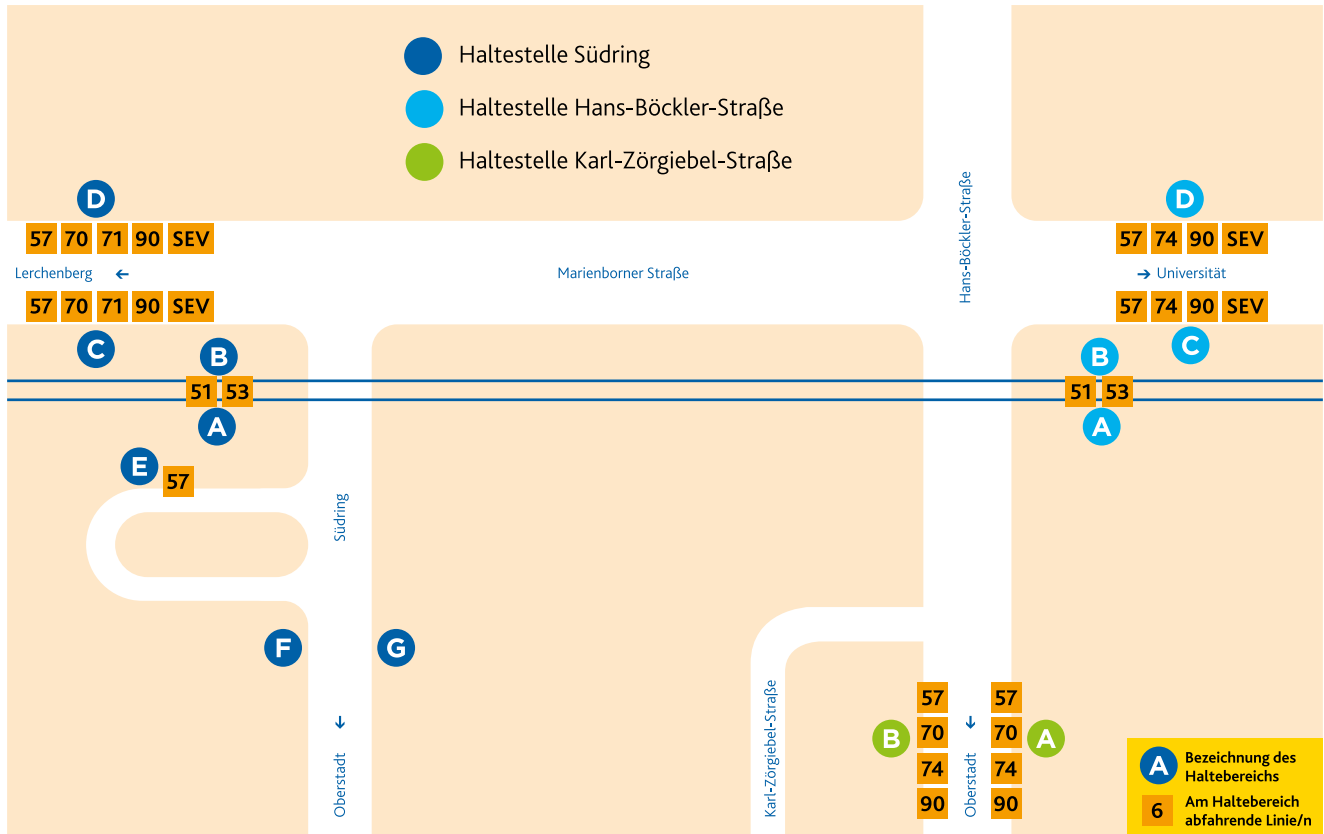 Haltestelle Südring
Haltestelle Hans-Böckler-Straße
Haltestelle Karl-Zörgiebel-Straße
D
57 70 71 90 SEV
Lerchenberg ←
57 70 71 90 SEV
C
Marienborner Straße
Hans-Böckler-Straße
D
57 74 90 SEV
→ Universität
57 74 90 SEV
C
B
51 53
A
B
51 53
A
E
57
Südring
F
G
Oberstadt ←
Karl-Zörgiebel-Straße
B
57
70
74
90
Oberstadt ←
57
70
74
90
A
A
Bezeichnung des
Haltebereichs
6
Am Haltebereich
abfahrende Linie/n